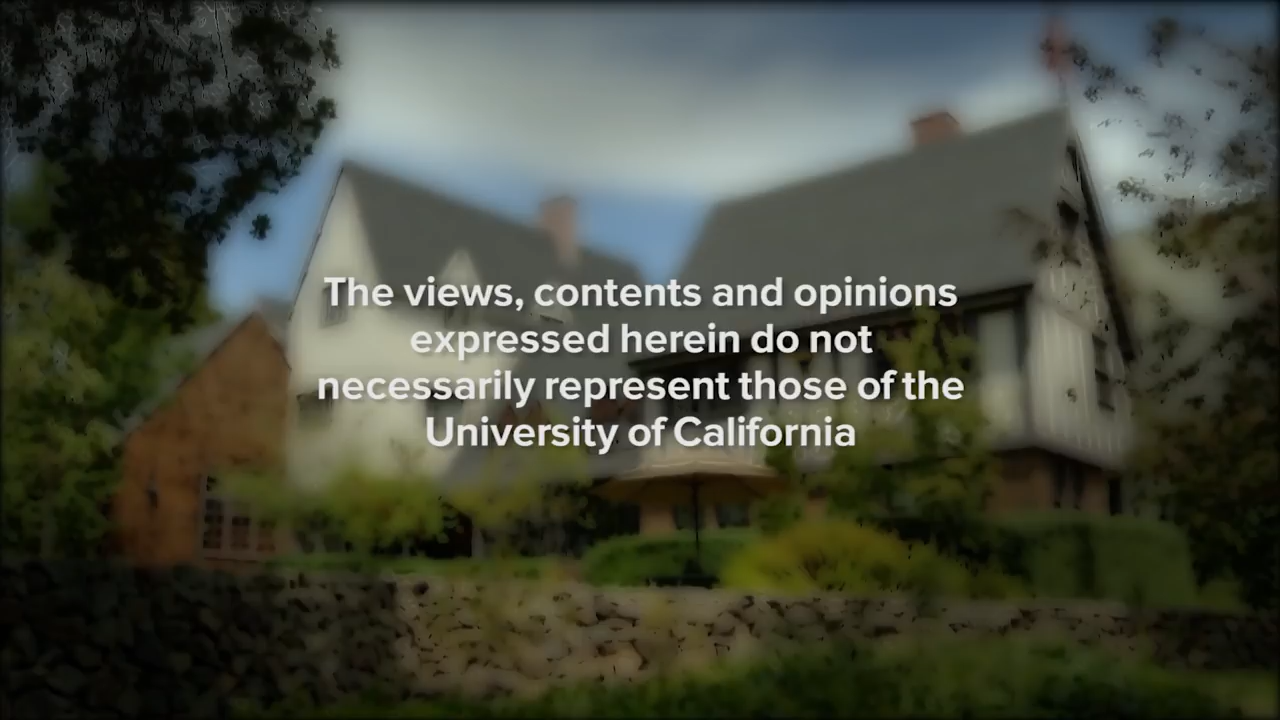 The views, contents and opinions
expressed herein do not
necessarily represent those of the
University of California